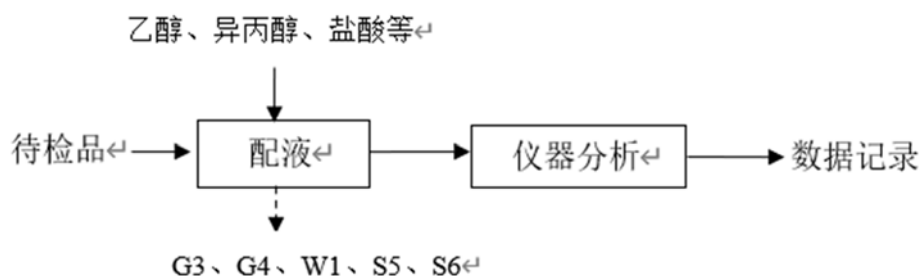 乙醇、异丙醇、盐酸等↵
待检品↵
配液↵
仪器分析↵
数据记录
G3、G4、W1、S5、S6↵